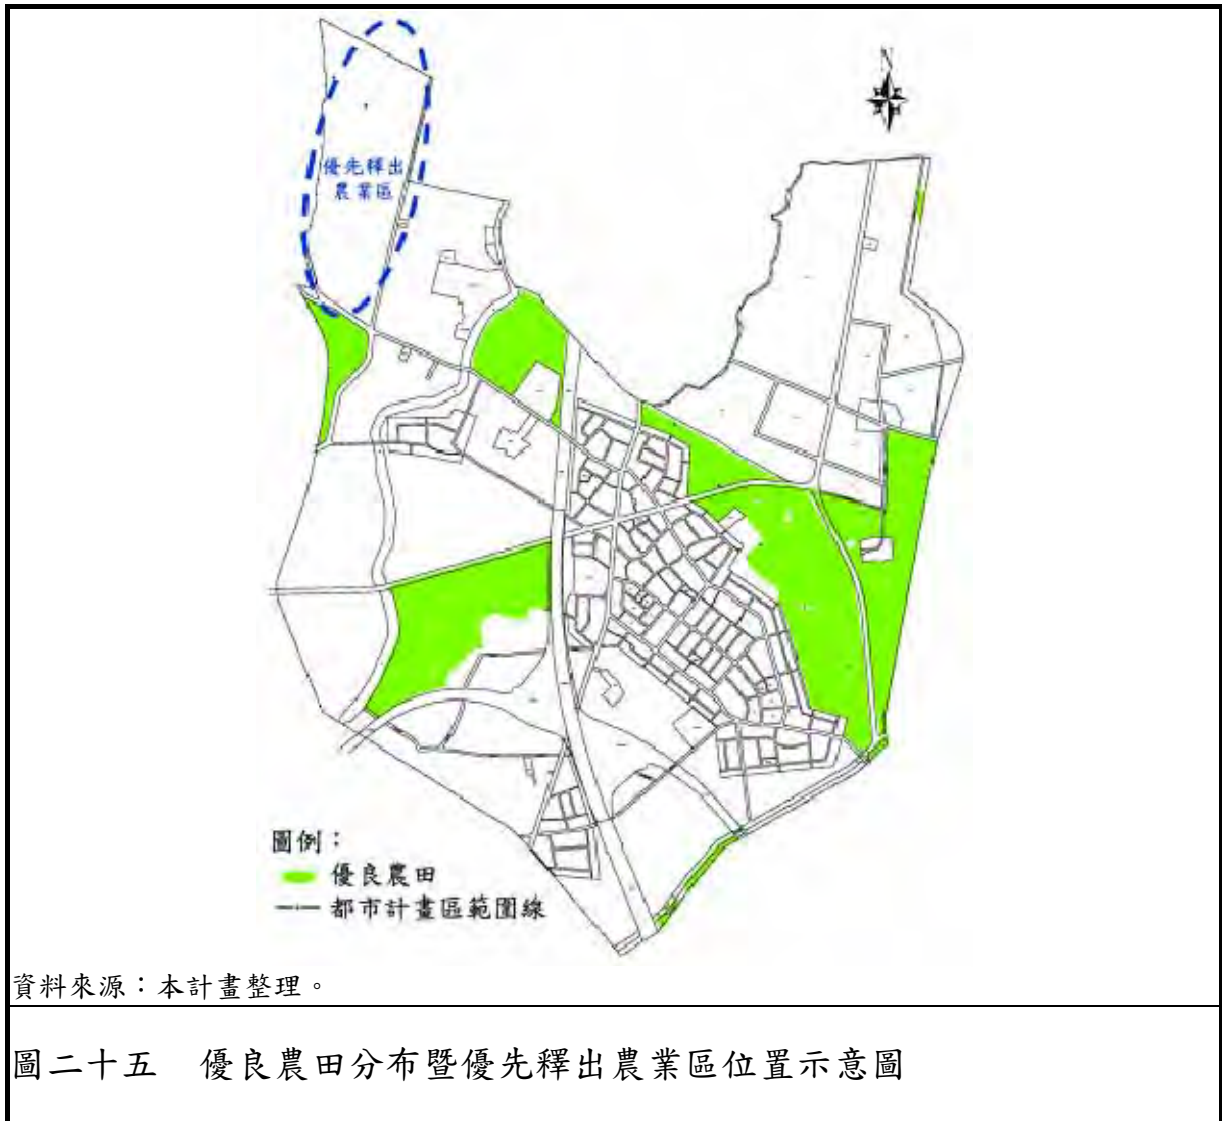 N
優先釋出
農業區
圖例：
優良農田
都市計畫區範圍線
資料來源：本計畫整理。
圖二十五　優良農田分布暨優先釋出農業區位置示意圖